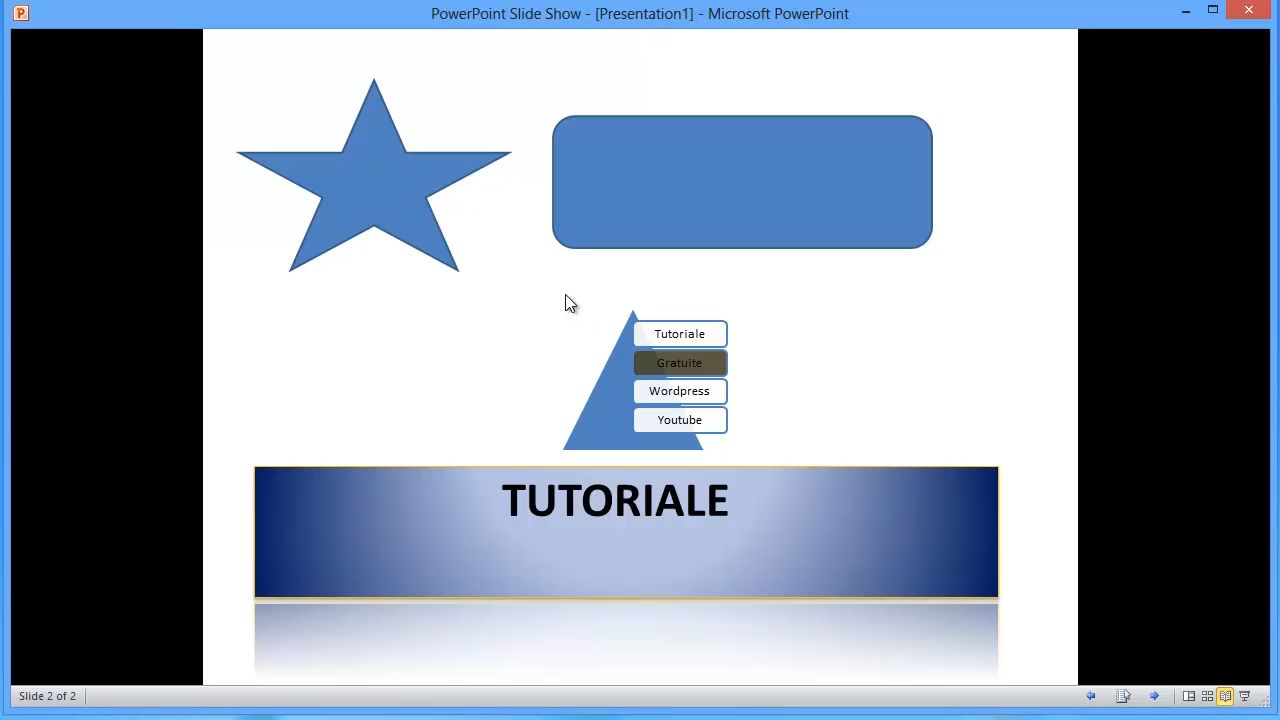 PowerPoint Slide Show - [Presentation1] - Microsoft PowerPoint
Tutoriale
Gratuite
Wordpress
Youtube
TUTORIALE
Slide 2 of 2